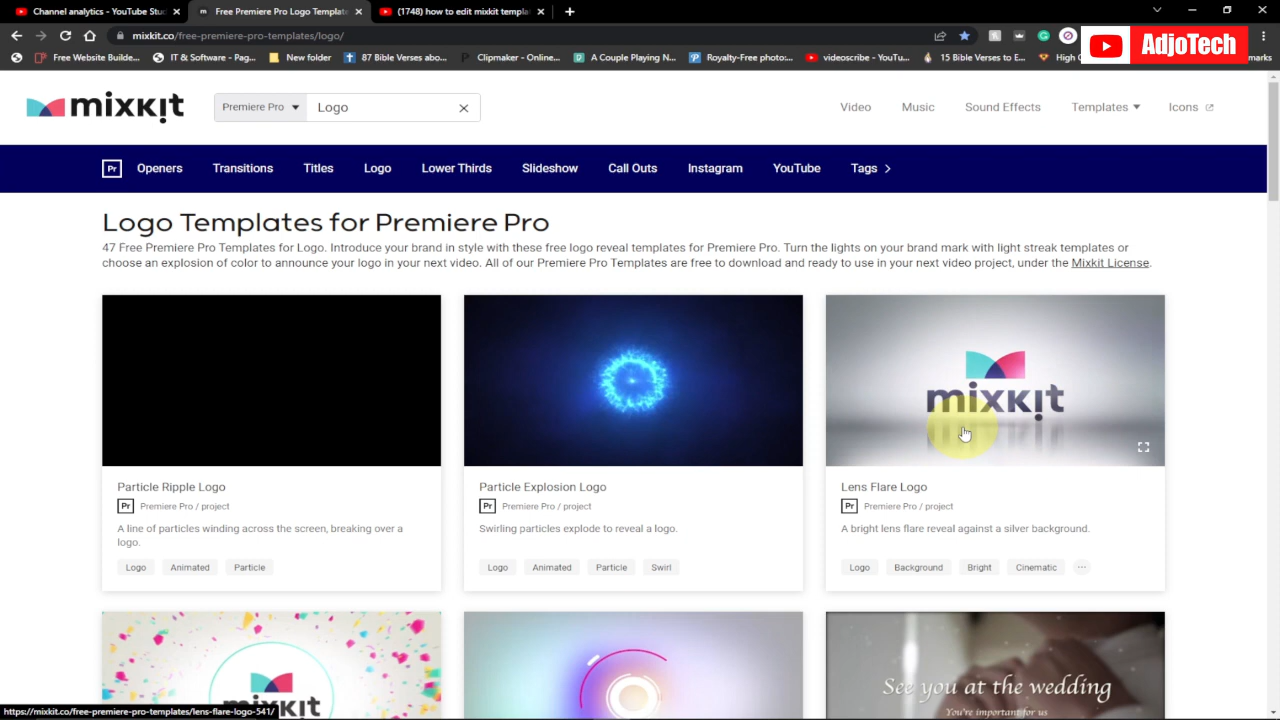 Channel analytics - YouTube Stu
Free Premiere Pro Logo Template
(1748) how to edit mixkit templa
mixkit.co/free-premiere-pro-templates/logo/
Free Website Builde...
IT & Software - Pag...
New folder
87 Bible Verses abo...
Clipmaker - Online...
A Couple Playing N...
Royalty-Free photo:...
videoscribe - YouTu...
15 Bible Verses to E...
High
marks
AdjoTech
mixkit
Premiere Pro
Logo
Video
Music
Sound Effects
Templates
Icons
Pr
Openers
Transitions
Titles
Logo
Lower Thirds
Slideshow
Call Outs
Instagram
YouTube
Tags
Logo Templates for Premiere Pro
47 Free Premiere Pro Templates for Logo. Introduce your brand in style with these free logo reveal templates for Premiere Pro. Turn the lights on your brand mark with light streak templates or
choose an explosion of color to announce your logo in your next video. All of our Premiere Pro Templates are free to download and ready to use in your next video project, under the Mixkit License.
mixkit
Particle Ripple Logo
Pr Premiere Pro / project
A line of particles winding across the screen, breaking over a
logo.
Logo
Animated
Particle
Particle Explosion Logo
Pr Premiere Pro / project
Swirling particles explode to reveal a logo.
Logo
Animated
Particle
Swirl
Lens Flare Logo
Pr Premiere Pro / project
A bright lens flare reveal against a silver background.
Logo
Background
Bright
Cinematic
...
mixkit
See you at the wedding
You're important for us
https://mixkit.co/free-premiere-pro-templates/lens-flare-logo-541/